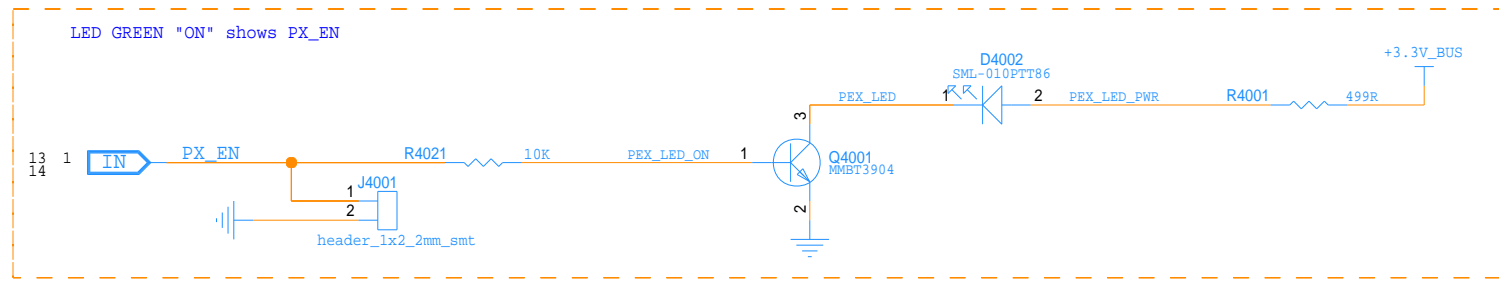 LED GREEN "ON" shows PX_EN
+3.3V_BUS
D4002
SML-010PTT86
1 2
PEX_LED
PEX_LED_PWR
R4001
499R
3
13 1 IN PX_EN
14
R4021
10K
PEX_LED_ON
1
Q4001
MMBT3904
J4001
1
2
2
header_1x2_2mm_smt